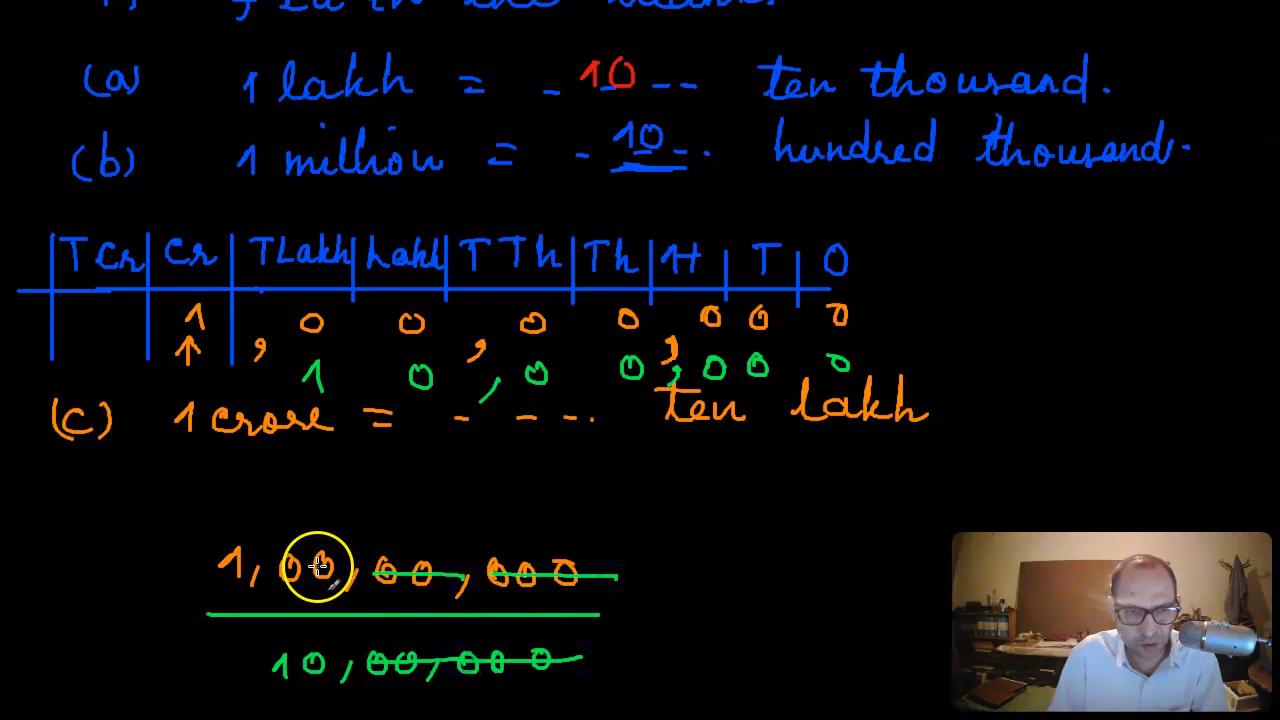 (a) 1 lakh = - 10 - - ten thousand.
(b) 1 million = - 10 - . hundred thousand.
T Cr | Cr | T Lakh | Lakh | T Th | Th | H | T | O
1 , 0 0 , 0 0 , 0 0 0
1 0 , 0 0 , 0 0 0
(c) 1 crore = - - - . ten lakh
1, 00, 00, 000
10, 00, 000